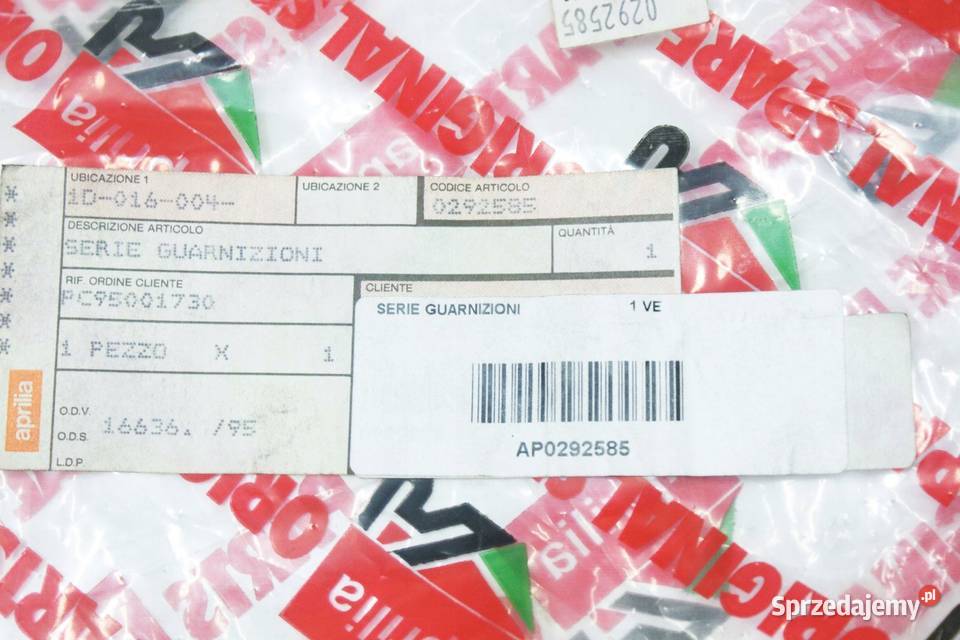 0292585
ORIGINAL
SPARE
UBICAZIONE 1
1D-016-004-
UBICAZIONE 2
CODICE ARTICOLO
0292585
DESCRIZIONE ARTICOLO
SERIE GUARNIZIONI
QUANTITÀ
1
RIF. ORDINE CLIENTE
PC95001730
CLIENTE
1 PEZZO X 1
aprilia
O.D.V.
16636. /95
O.D.S.
L.D.P.
SERIE GUARNIZIONI 1 VE
AP0292585
ORIGINAL
Sprzedajemy.pl